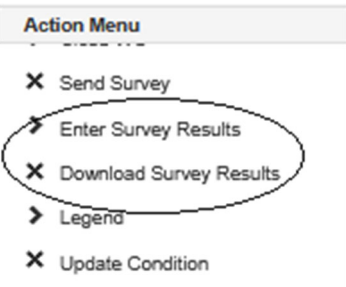 Action Menu
Send Survey
Enter Survey Results
Download Survey Results
Legend
Update Condition